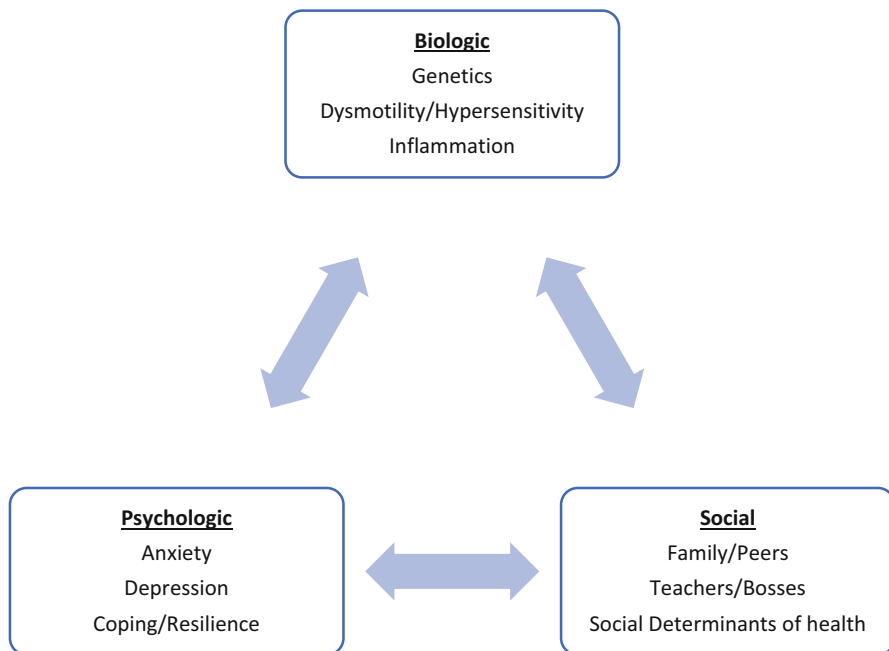 Biologic
Genetics
Dysmotility/Hypersensitivity
Inflammation
Psychologic
Anxiety
Depression
Coping/Resilience
Social
Family/Peers
Teachers/Bosses
Social Determinants of health